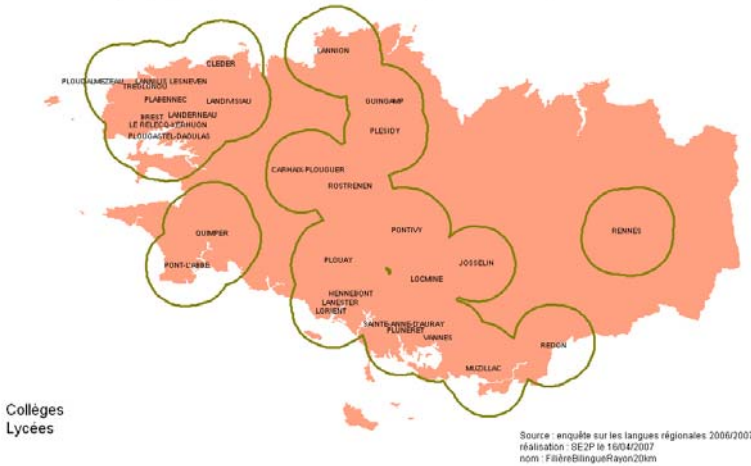 LANNION
CLEDER
PLOUDALMEZEAU LANNILIS LESNEVEN
TREGLONOU
PLABENNEC
LANDIVISIAU
GUINGAMP
BREST LANDERNEAU
LE RELECQ-KERHUON
PLOUGASTEL-DAOULAS
PLESIDY
CARHAIX-PLOUGUER
ROSTRENEN
QUIMPER
PONTIVY
RENNES
PONT-L'ABBE
PLOUAY
JOSSELIN
LOCMINE
HENNEBONT
LANESTER
LORIENT
SAINTE-ANNE-D'AURAY
PLUNERET
VANNES
REDON
MUZILLAC
Collèges
Lycées
Source : enquête sur les langues régionales 2006/2007
réalisation : SE2P le 16/04/2007
nom : FilièreBilingueRayon20km